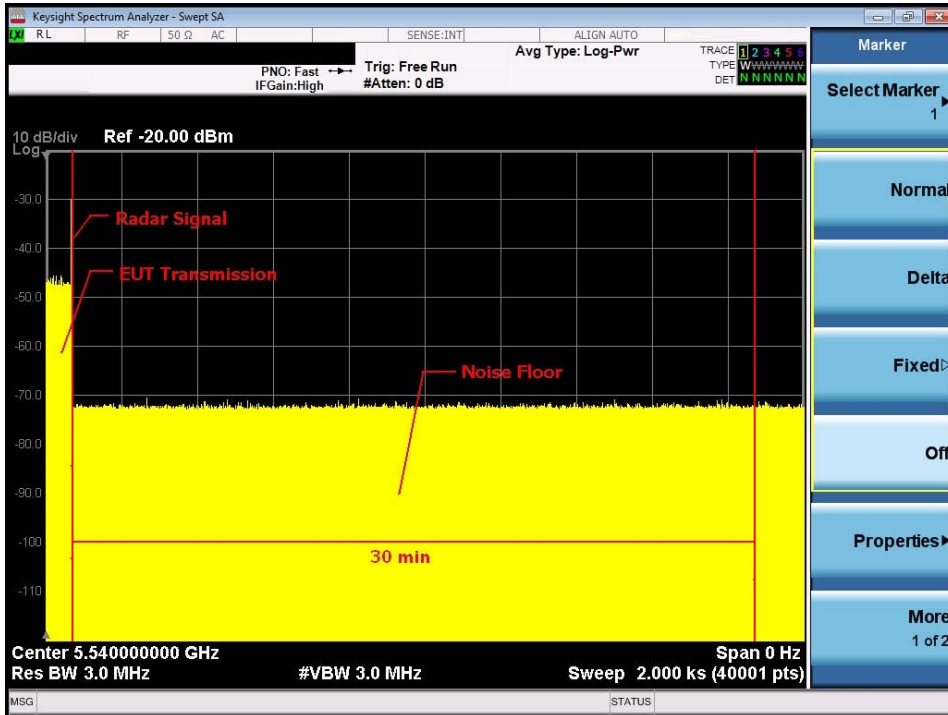 Keysight Spectrum Analyzer - Swept SA
LXI RL RF 50 Ω AC SENSE:INT ALIGN AUTO
PNO: Fast
IFGain:High
Trig: Free Run
#Atten: 0 dB
Avg Type: Log-Pwr
TRACE 1 2 3 4 5 6
TYPE WWWWWW
DET N N N N N N
10 dB/div Ref -20.00 dBm
Log
-30.0
-40.0
-50.0
-60.0
-70.0
-80.0
-90.0
-100
-110
Radar Signal
EUT Transmission
Noise Floor
30 min
Center 5.540000000 GHz Span 0 Hz
Res BW 3.0 MHz #VBW 3.0 MHz Sweep 2.000 ks (40001 pts)
MSG STATUS
Marker
Select Marker
1
Normal
Delta
Fixed
Off
Properties
More
1 of 2